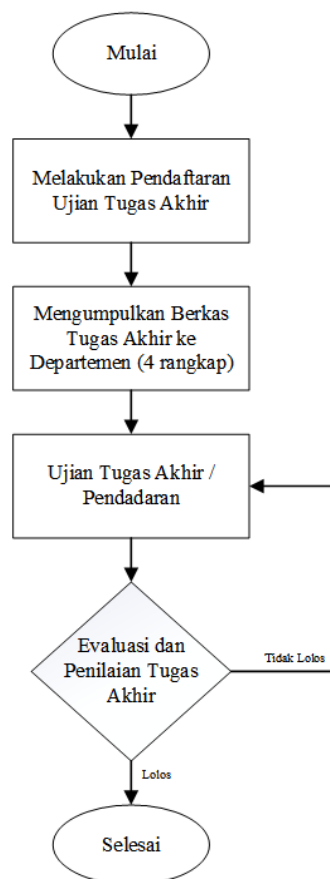 Mulai
Melakukan Pendaftaran
Ujian Tugas Akhir
Mengumpulkan Berkas
Tugas Akhir ke
Departemen (4 rangkap)
Ujian Tugas Akhir /
Pendadaran
Evaluasi dan
Penilaian Tugas
Akhir
Tidak Lolos
Lolos
Selesai